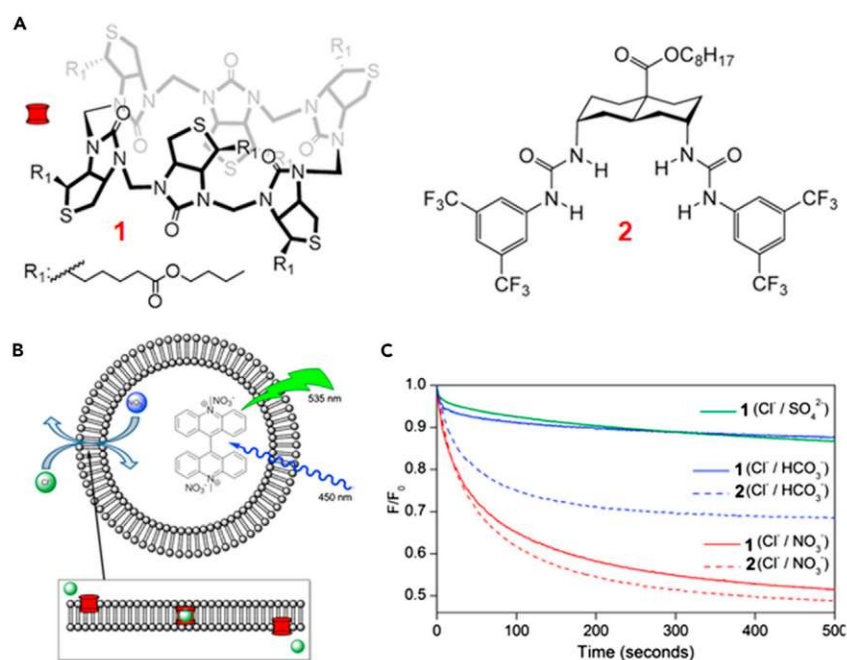 A
R₁ S S
O O R₁ S
N N N N N N
N N N N
O O O
S R₁
R₁ N N N N N N
S O O S
1 R₁
R₁: O
O
O OC₈H₁₇
O O
N-H H-N
F₃C N-H H-N CF₃
2
CF₃ CF₃
B
NO₃⁻
N⊕
535 nm
Cl⁻
NO₃⁻ N⊕
450 nm
C
1.0
0.9
0.8
0.7
0.6
0.5
F/F₀
1 (Cl⁻ / SO₄²⁻)
1 (Cl⁻ / HCO₃⁻)
2 (Cl⁻ / HCO₃⁻)
1 (Cl⁻ / NO₃⁻)
2 (Cl⁻ / NO₃⁻)
0 100 200 300 400 500
Time (seconds)